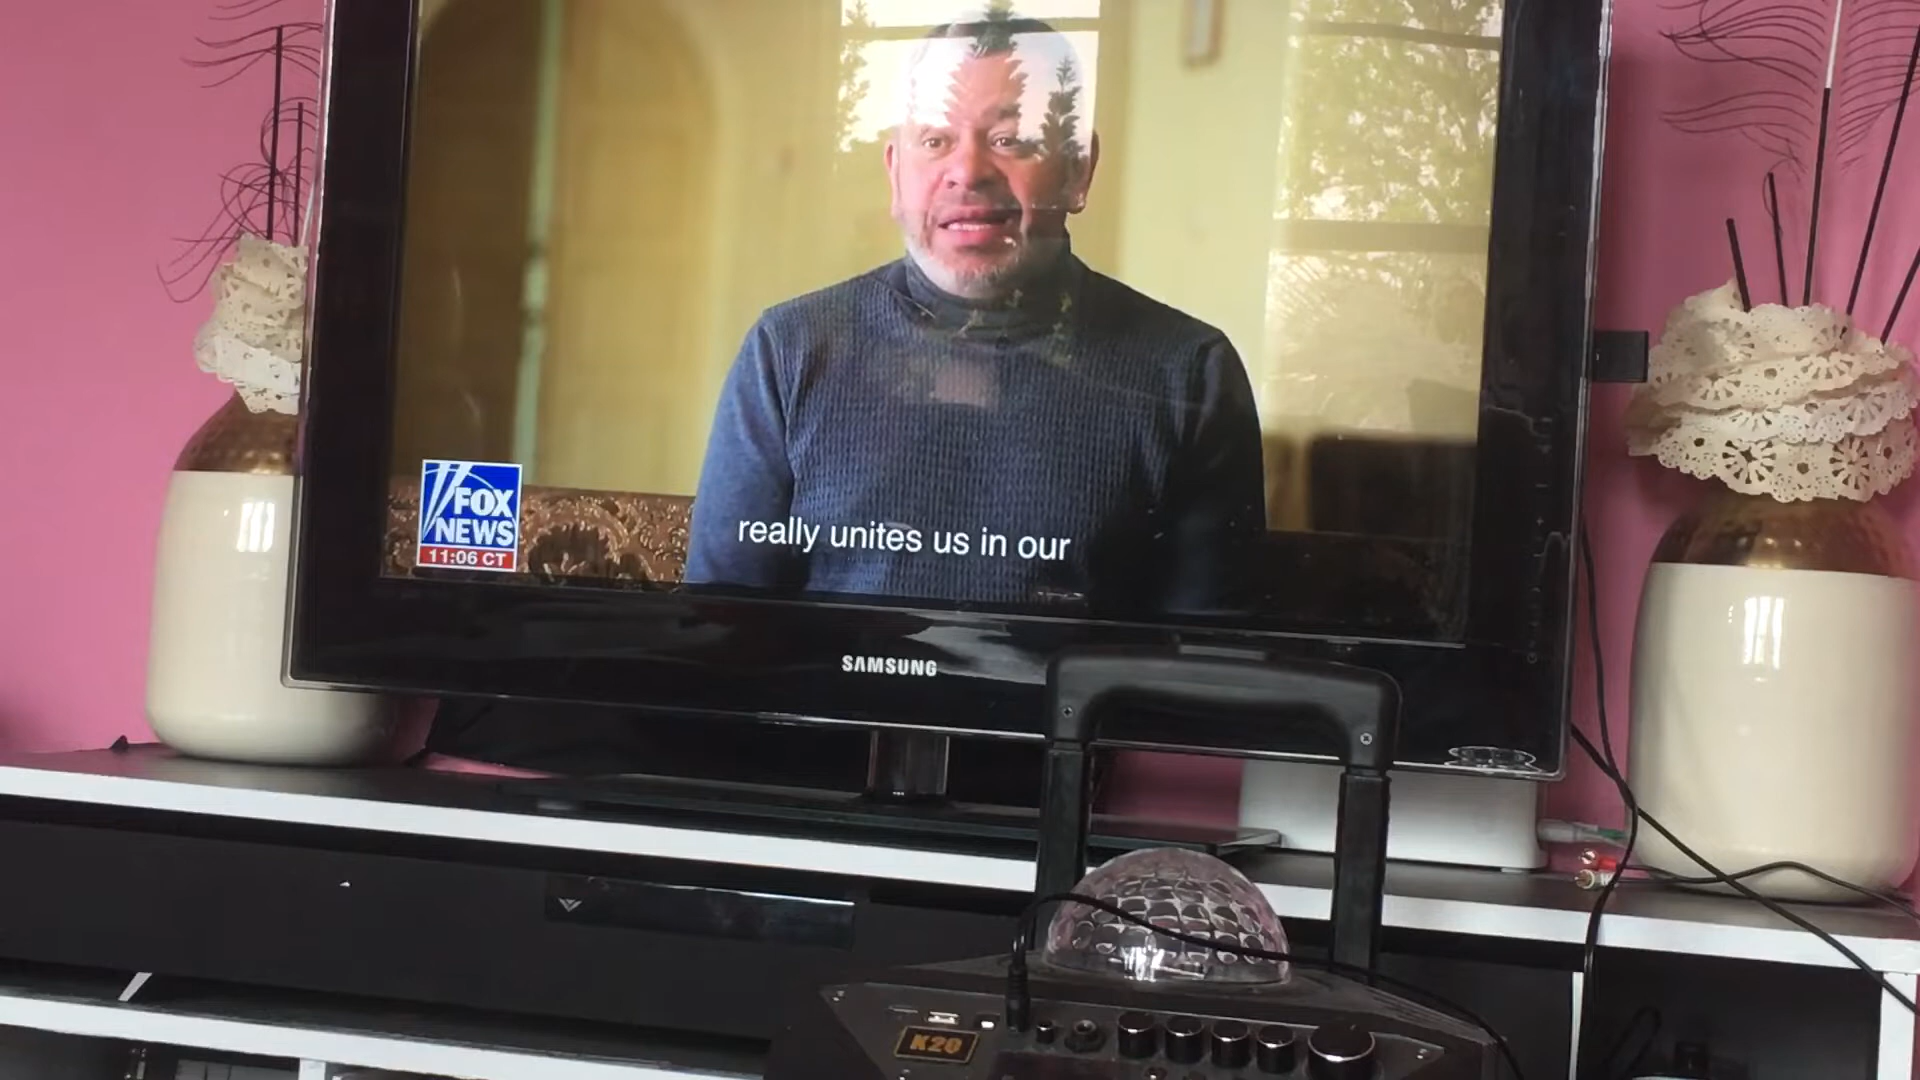 FOX
NEWS
11:06 CT
really unites us in our
SAMSUNG
K20